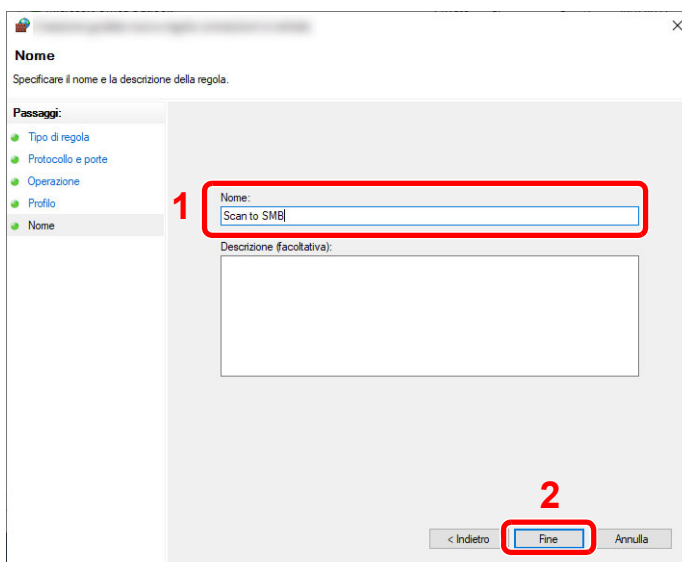 Nome
Specificare il nome e la descrizione della regola.
Passaggi:
Tipo di regola
Protocollo e porte
Operazione
Profilo
Nome
1
Nome:
Scan to SMB
Descrizione (facoltativa):
2
< Indietro
Fine
Annulla